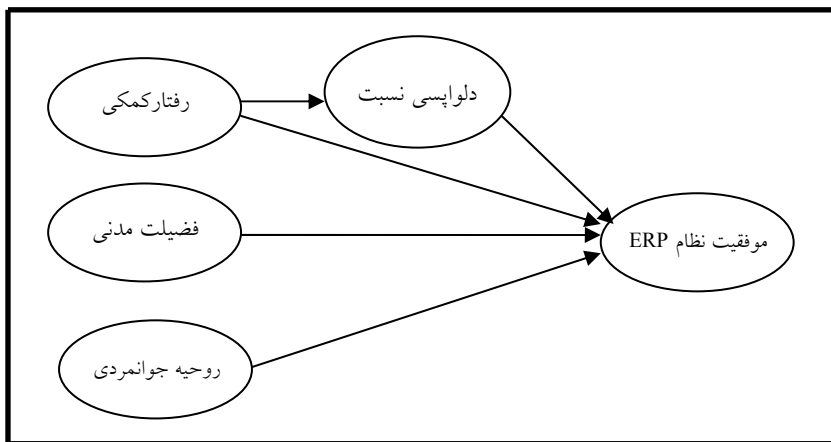 دلواپسی نسبت
رفتارکمکی
فضیلت مدنی
موفقیت نظام ERP
روحیه جوانمردی